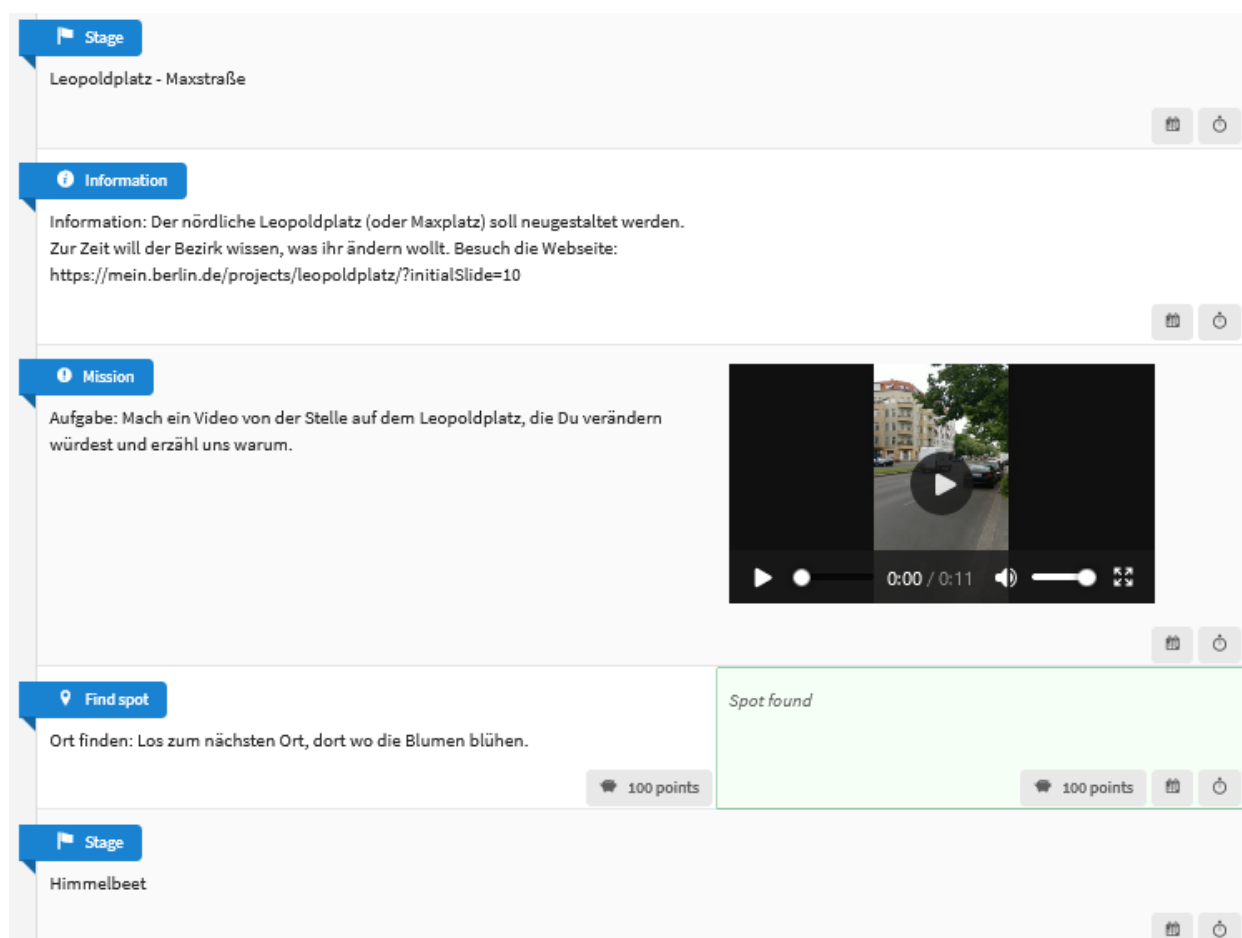 Stage
Leopoldplatz - Maxstraße
Information
Information: Der nördliche Leopoldplatz (oder Maxplatz) soll neugestaltet werden.
Zur Zeit will der Bezirk wissen, was ihr ändern wollt. Besuch die Webseite:
https://mein.berlin.de/projects/leopoldplatz/?initialSlide=10
Mission
Aufgabe: Mach ein Video von der Stelle auf dem Leopoldplatz, die Du verändern
würdest und erzähl uns warum.
0:00 / 0:11
Find spot
Ort finden: Los zum nächsten Ort, dort wo die Blumen blühen.
100 points
Spot found
100 points
Stage
Himmelbeet